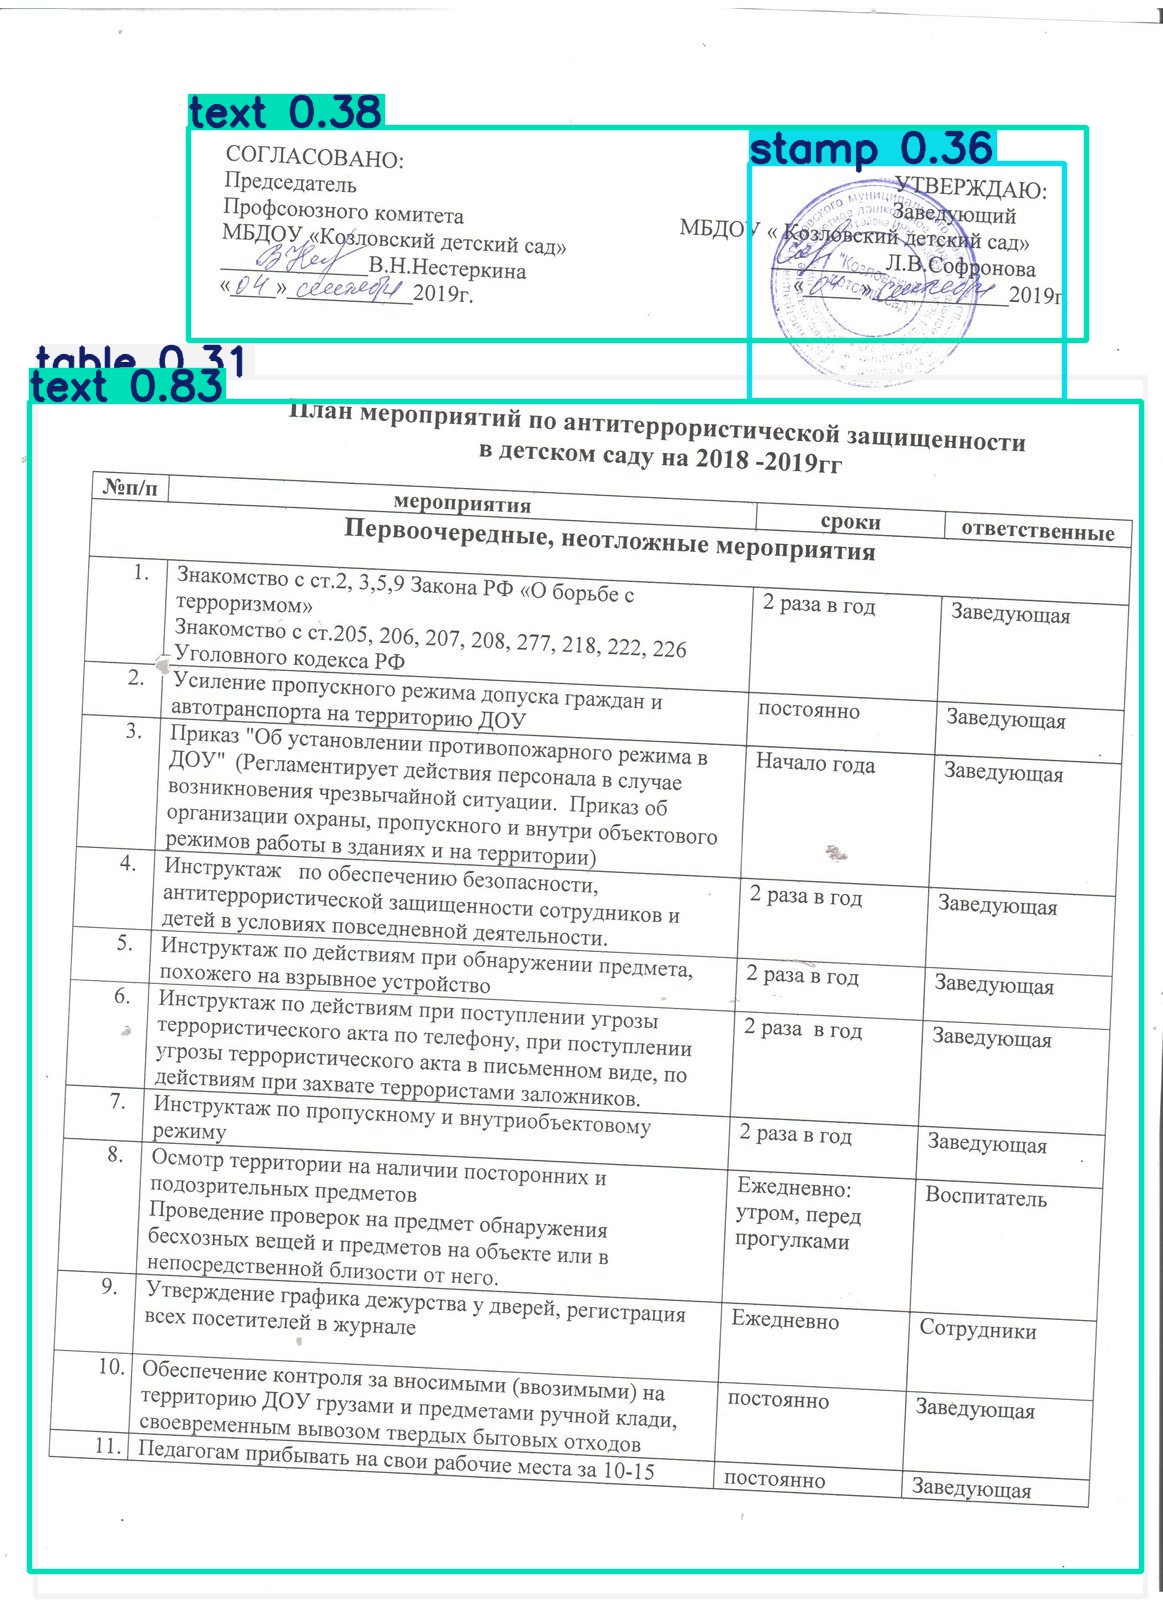 text 0.38
stamp 0.36
СОГЛАСОВАНО:
Председатель
Профсоюзного комитета
МБДОУ «Козловский детский сад»
В.Н.Нестеркина
«04» сентября 2019г.
УТВЕРЖДАЮ:
Заведующий
МБДОУ « Козловский детский сад»
Л.В.Софронова
«04» сентября 2019г
table 0.31
text 0.83
План мероприятий по антитеррористической защищенности
в детском саду на 2018 -2019гг
№п/п мероприятия сроки ответственные
Первоочередные, неотложные мероприятия
1. Знакомство с ст.2, 3,5,9 Закона РФ «О борьбе с 2 раза в год Заведующая
терроризмом»
Знакомство с ст.205, 206, 207, 208, 277, 218, 222, 226
Уголовного кодекса РФ
2. Усиление пропускного режима допуска граждан и постоянно Заведующая
автотранспорта на территорию ДОУ
3. Приказ "Об установлении противопожарного режима в Начало года Заведующая
ДОУ" (Регламентирует действия персонала в случае
возникновения чрезвычайной ситуации. Приказ об
организации охраны, пропускного и внутри объектового
режимов работы в зданиях и на территории)
4. Инструктаж по обеспечению безопасности, 2 раза в год Заведующая
антитеррористической защищенности сотрудников и
детей в условиях повседневной деятельности.
5. Инструктаж по действиям при обнаружении предмета, 2 раза в год Заведующая
похожего на взрывное устройство
6. Инструктаж по действиям при поступлении угрозы 2 раза в год Заведующая
террористического акта по телефону, при поступлении
угрозы террористического акта в письменном виде, по
действиям при захвате террористами заложников.
7. Инструктаж по пропускному и внутриобъектовому 2 раза в год Заведующая
режиму
8. Осмотр территории на наличии посторонних и Ежедневно: Воспитатель
подозрительных предметов утром, перед
Проведение проверок на предмет обнаружения прогулками
бесхозных вещей и предметов на объекте или в
непосредственной близости от него.
9. Утверждение графика дежурства у дверей, регистрация Ежедневно Сотрудники
всех посетителей в журнале
10. Обеспечение контроля за вносимыми (ввозимыми) на постоянно Заведующая
территорию ДОУ грузами и предметами ручной клади,
своевременным вывозом твердых бытовых отходов
11. Педагогам прибывать на свои рабочие места за 10-15 постоянно Заведующая